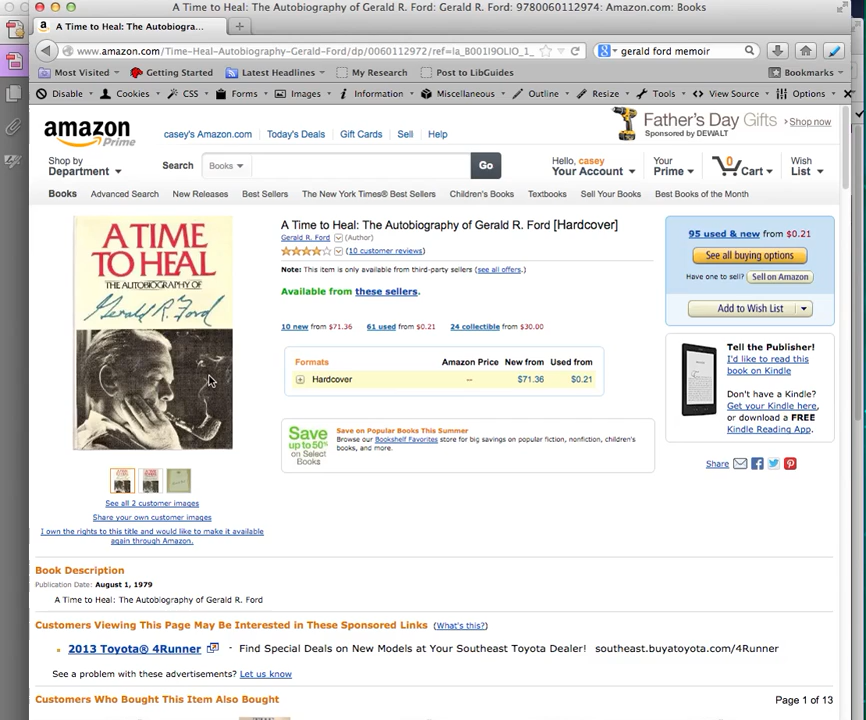 A Time to Heal: The Autobiography of Gerald R. Ford: Gerald R. Ford: 9780060112974: Amazon.com: Books
A Time to Heal: The Autobiogra...
www.amazon.com/Time-Heal-Autobiography-Gerald-Ford/dp/0060112972/ref=la_B001I9OLIO_1_
gerald ford memoir
Most Visited
Getting Started
Latest Headlines
My Research
Post to LibGuides
Bookmarks
Disable
Cookies
CSS
Forms
Images
Information
Miscellaneous
Outline
Resize
Tools
View Source
Options
amazon
Prime
casey's Amazon.com
Today's Deals
Gift Cards
Sell
Help
Father's Day Gifts
Sponsored by DEWALT
Shop now
Shop by
Department
Search
Books
Go
Hello, casey
Your Account
Your
Prime
0
Cart
Wish
List
Books
Advanced Search
New Releases
Best Sellers
The New York Times® Best Sellers
Children's Books
Textbooks
Sell Your Books
Best Books of the Month
A TIME
TO HEAL
THE AUTOBIOGRAPHY OF
Gerald R. Ford
See all 2 customer images
Share your own customer images
I own the rights to this title and would like to make it available
again through Amazon.
A Time to Heal: The Autobiography of Gerald R. Ford [Hardcover]
Gerald R. Ford (Author)
(10 customer reviews)
Note: This item is only available from third-party sellers (see all offers.)
Available from these sellers.
10 new from $71.36 61 used from $0.21 24 collectible from $30.00
Formats Amazon Price New from Used from
Hardcover -- $71.36 $0.21
Save
up to 50%
on Select
Books
Save on Popular Books This Summer
Browse our Bookshelf Favorites store for big savings on popular fiction, nonfiction, children's
books, and more.
95 used & new from $0.21
See all buying options
Have one to sell? Sell on Amazon
Add to Wish List
Tell the Publisher!
I'd like to read this
book on Kindle
Don't have a Kindle?
Get your Kindle here,
or download a FREE
Kindle Reading App.
Share
Book Description
Publication Date: August 1, 1979
A Time to Heal: The Autobiography of Gerald R. Ford
Customers Viewing This Page May Be Interested in These Sponsored Links (What's this?)
2013 Toyota® 4Runner - Find Special Deals on New Models at Your Southeast Toyota Dealer! southeast.buyatoyota.com/4Runner
See a problem with these advertisements? Let us know
Customers Who Bought This Item Also Bought
Page 1 of 13